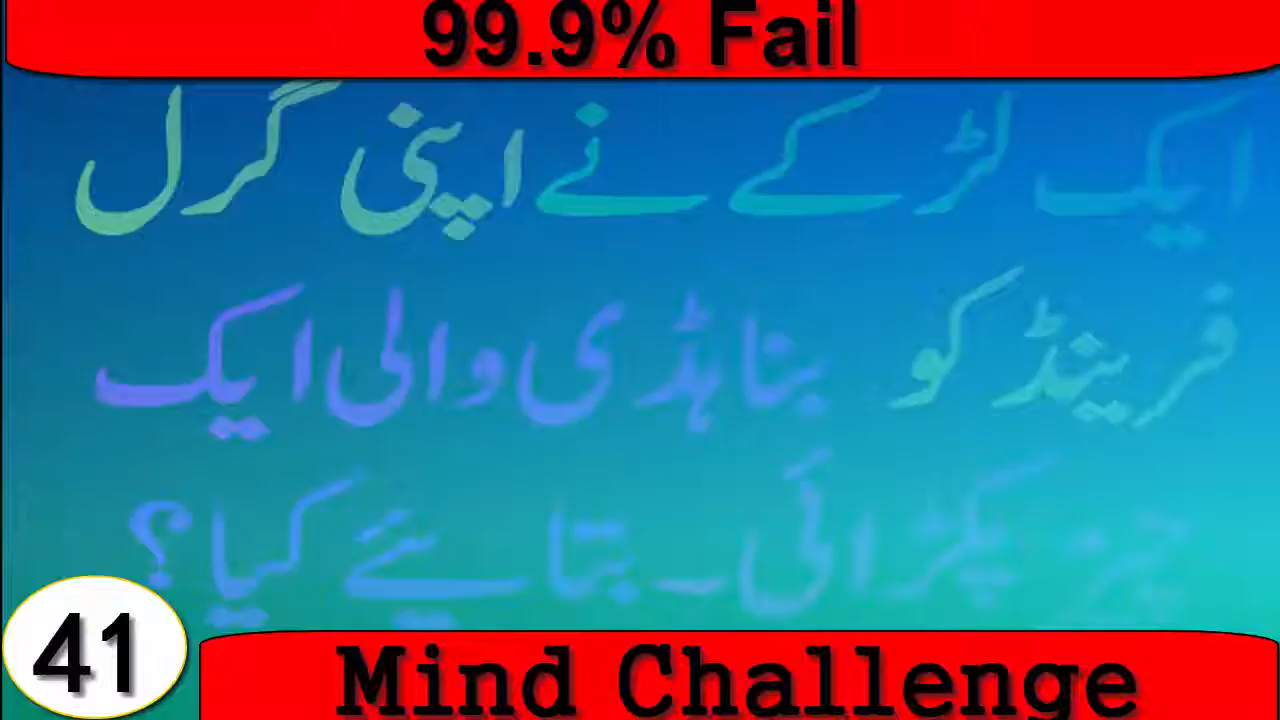 99.9% Fail
ایک لڑکے نے اپنی گرل
فرینڈ کو بنا ہڈی والی ایک
چیز پکڑائی۔ بتایئے کیا؟
41
Mind Challenge